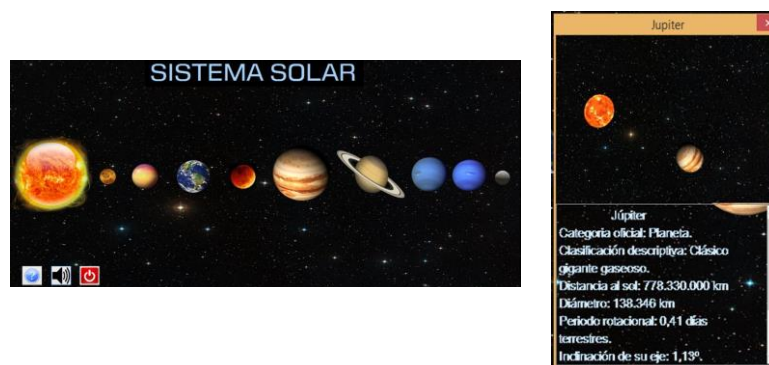 SISTEMA SOLAR
Jupiter
Júpiter
Categoria oficial: Planeta.
Clasificación descriptiva: Clásico
gigante gaseoso.
Distancia al sol: 778.330.000 km
Diámetro: 138.346 km
Periodo rotacional: 0,41 días
terrestres.
Inclinación de su eje: 1,13º.